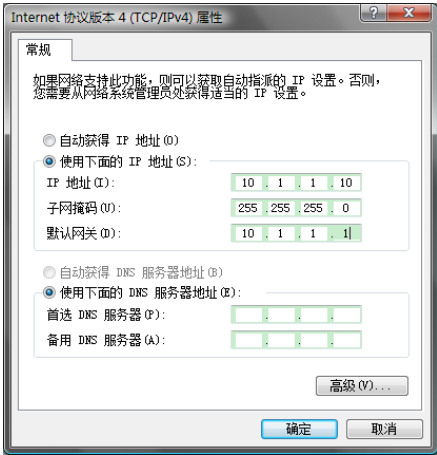 Internet 协议版本 4 (TCP/IPv4) 属性
常规
如果网络支持此功能，则可以获取自动指派的 IP 设置。否则，
您需要从网络系统管理员处获得适当的 IP 设置。
自动获得 IP 地址(O)
使用下面的 IP 地址(S):
IP 地址(I): 10 . 1 . 1 . 10
子网掩码(U): 255 . 255 . 255 . 0
默认网关(D): 10 . 1 . 1 . 1
自动获得 DNS 服务器地址(B)
使用下面的 DNS 服务器地址(E):
首选 DNS 服务器(P): . . .
备用 DNS 服务器(A): . . .
高级(V)...
确定 取消